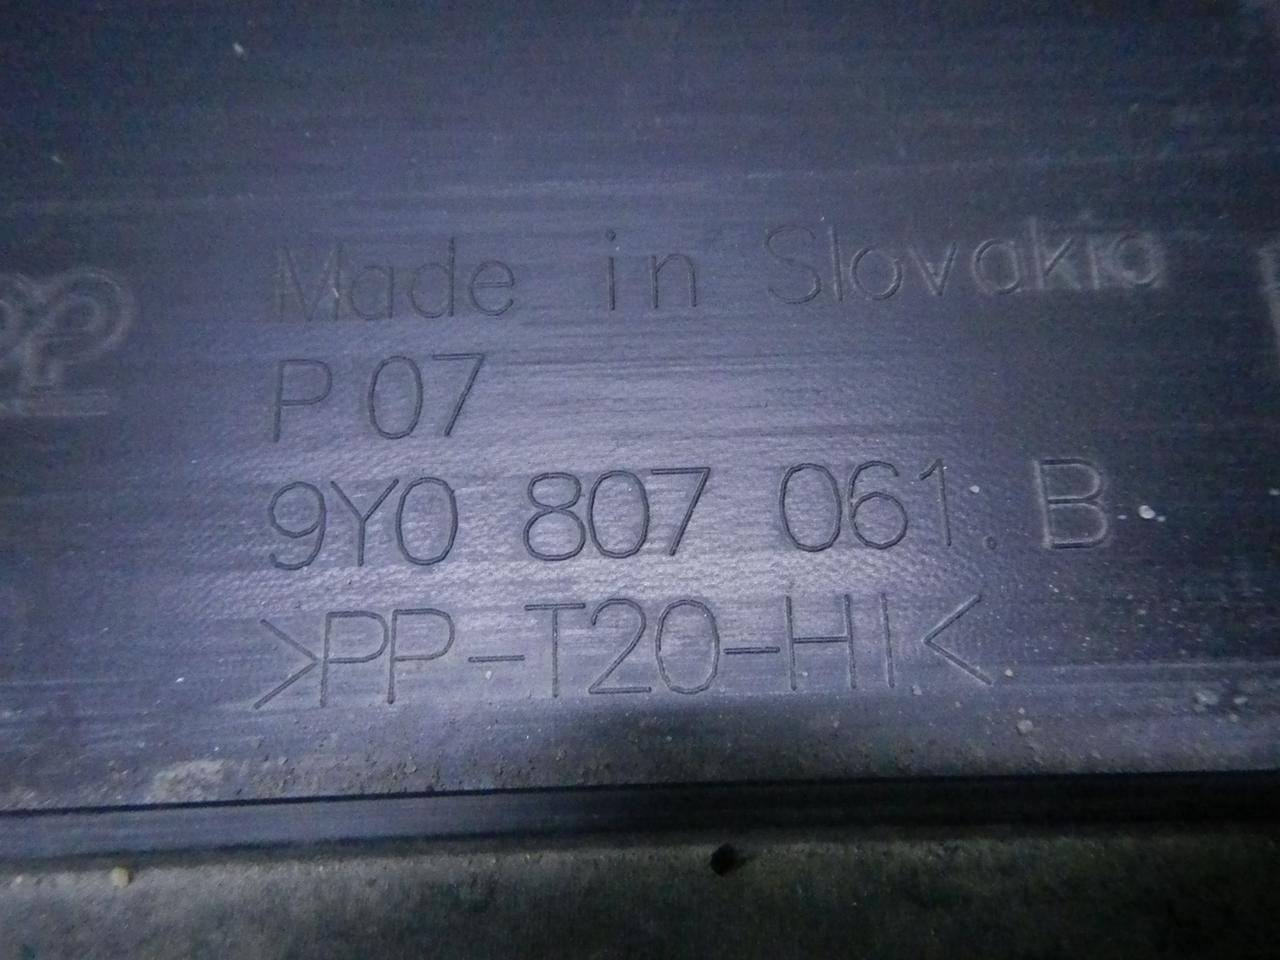 Made in Slovakia
P 07
9Y0 807 061. B
>PP-T20-HI<